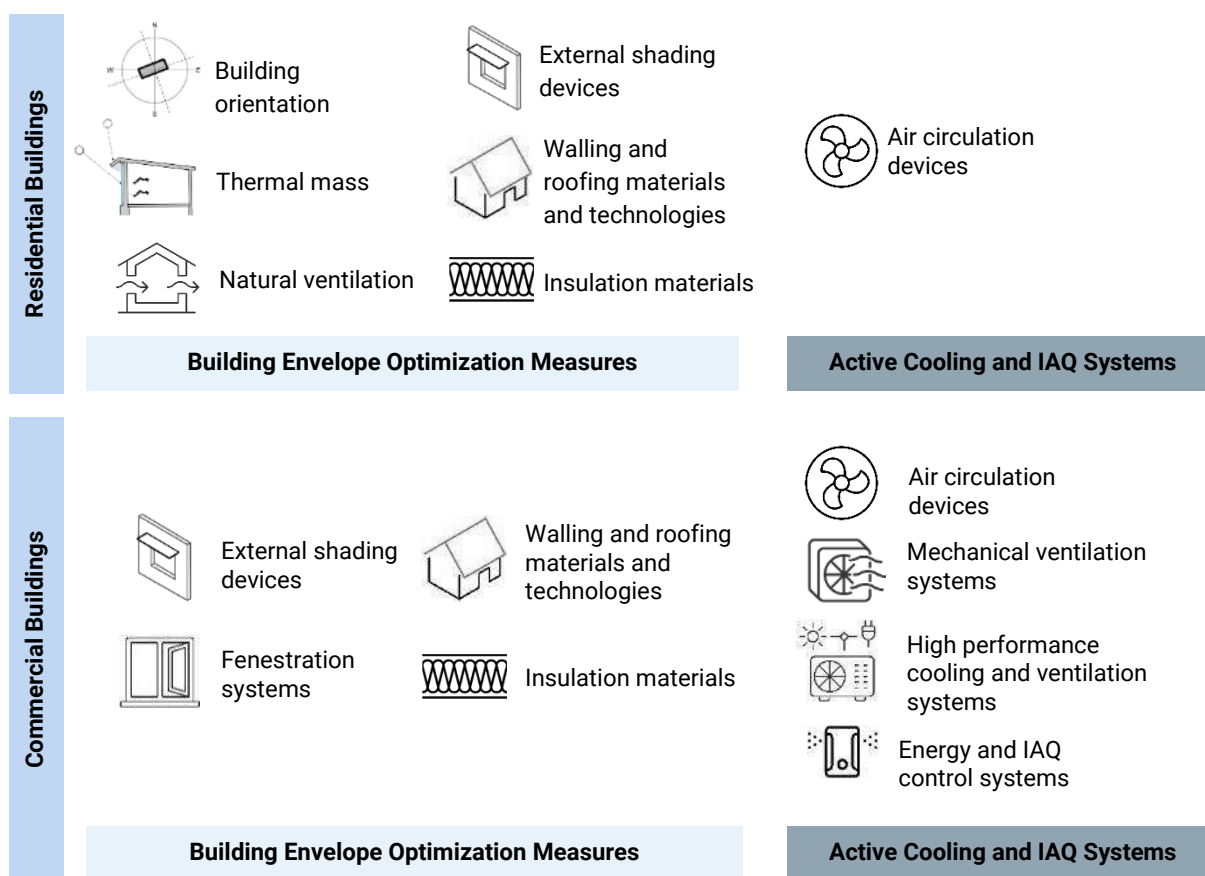 Residential Buildings
N
W
E
S
Building
orientation
External shading
devices
Thermal mass
Walling and
roofing materials
and technologies
Natural ventilation
Insulation materials
Air circulation
devices
Building Envelope Optimization Measures
Active Cooling and IAQ Systems
Commercial Buildings
External shading
devices
Walling and roofing
materials and
technologies
Fenestration
systems
Insulation materials
Air circulation
devices
Mechanical ventilation
systems
High performance
cooling and ventilation
systems
Energy and IAQ
control systems
Building Envelope Optimization Measures
Active Cooling and IAQ Systems